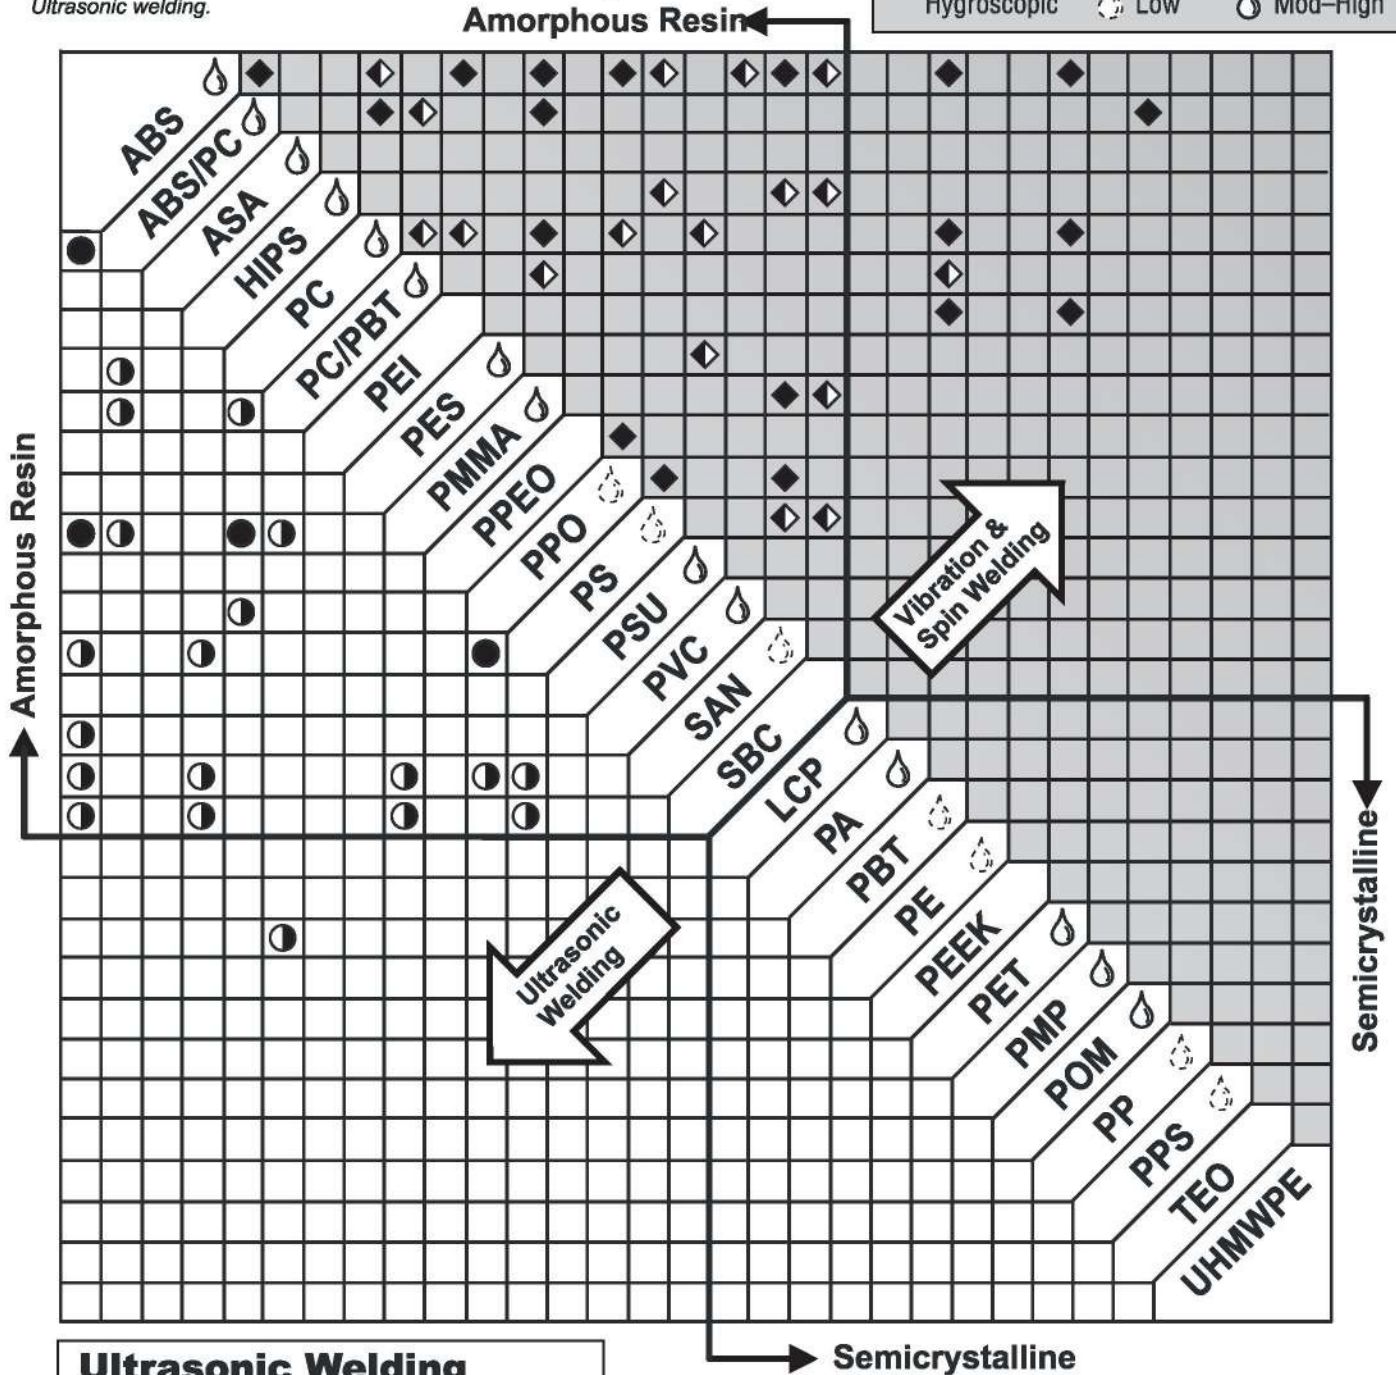 Ultrasonic welding.
Amorphous Resin
Hygroscopic Low Mod–High
ABS
ABS/PC
ASA
HIPS
PC
PC/PBT
PEI
PES
PMMA
PPEO
PPO
PS
PSU
PVC
SAN
SBC
LCP
PA
PBT
PE
PEEK
PET
PMP
POM
PP
PPS
TEO
UHMWPE
Amorphous Resin
Vibration &
Spin Welding
Ultrasonic
Welding
Semicrystalline
Semicrystalline
Ultrasonic Welding